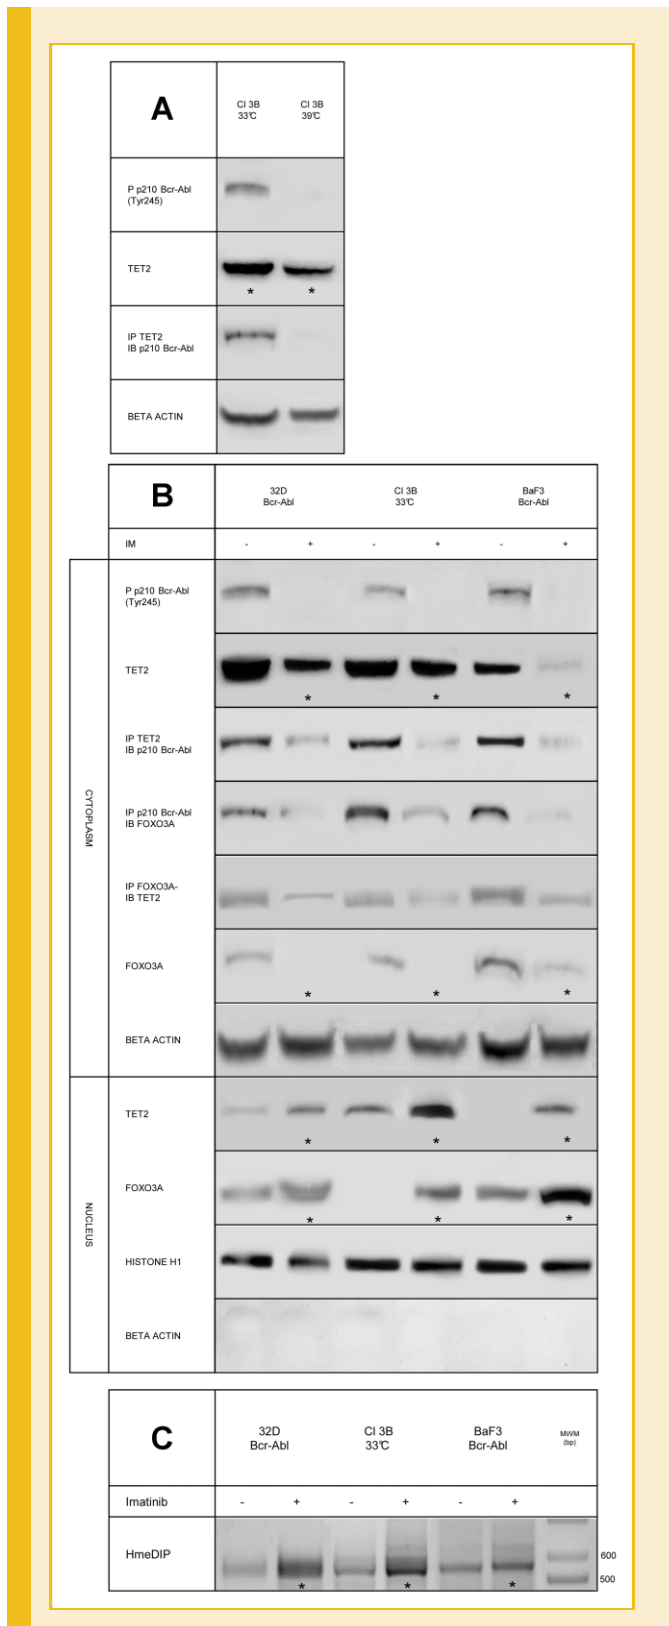 A
Cl 3B
33°C
Cl 3B
39°C
P p210 Bcr-Abl
(Tyr245)
TET2
* *
IP TET2
IB p210 Bcr-Abl
BETA ACTIN
B
32D
Bcr-Abl
Cl 3B
33°C
BaF3
Bcr-Abl
IM - + - + - +
CYTOPLASM
P p210 Bcr-Abl
(Tyr245)
TET2
* * *
IP TET2
IB p210 Bcr-Abl
IP p210 Bcr-Abl
IB FOXO3A
IP FOXO3A-
IB TET2
FOXO3A
* * *
BETA ACTIN
NUCLEUS
TET2
* * *
FOXO3A
* * *
HISTONE H1
BETA ACTIN
C
32D
Bcr-Abl
Cl 3B
33°C
BaF3
Bcr-Abl
MWM
(bp)
Imatinib - + - + - +
HmeDIP
600
500
* * *